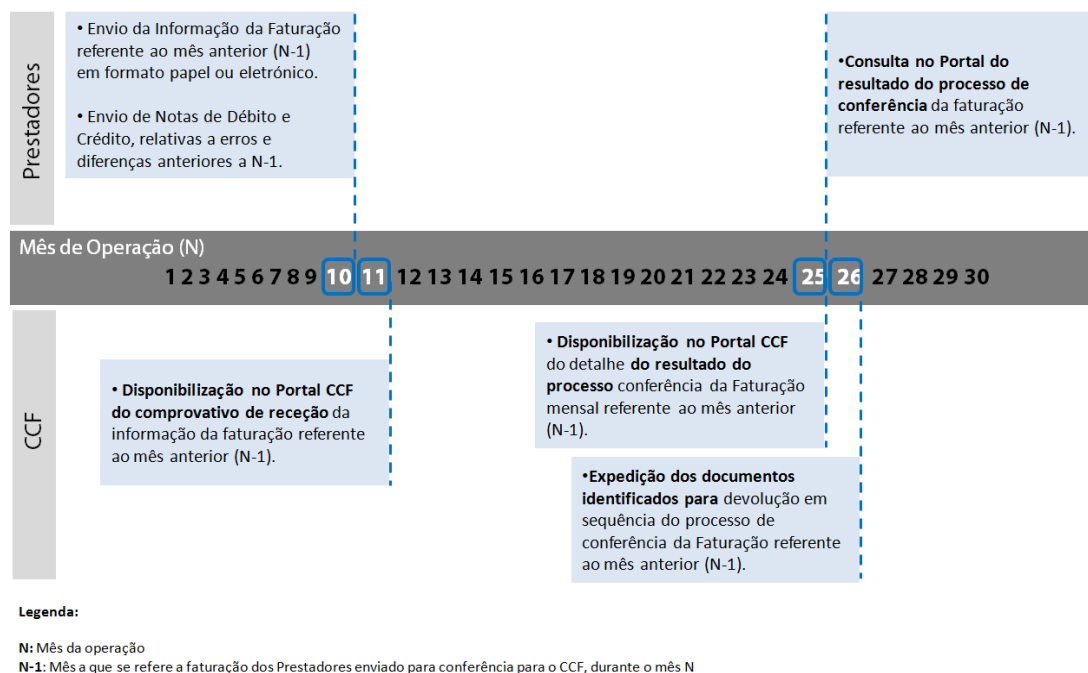 Prestadores
• Envio da Informação da Faturação
referente ao mês anterior (N-1)
em formato papel ou eletrónico.
• Envio de Notas de Débito e
Crédito, relativas a erros e
diferenças anteriores a N-1.
•Consulta no Portal do
resultado do processo de
conferência da faturação
referente ao mês anterior (N-1).
Mês de Operação (N)
1 2 3 4 5 6 7 8 9 10 11 12 13 14 15 16 17 18 19 20 21 22 23 24 25 26 27 28 29 30
CCF
• Disponibilização no Portal CCF
do comprovativo de receção da
informação da faturação referente
ao mês anterior (N-1).
• Disponibilização no Portal CCF
do detalhe do resultado do
processo conferência da Faturação
mensal referente ao mês anterior
(N-1).
•Expedição dos documentos
identificados para devolução em
sequência do processo de
conferência da Faturação referente
ao mês anterior (N-1).
Legenda:
N: Mês da operação
N-1: Mês a que se refere a faturação dos Prestadores enviado para conferência para o CCF, durante o mês N